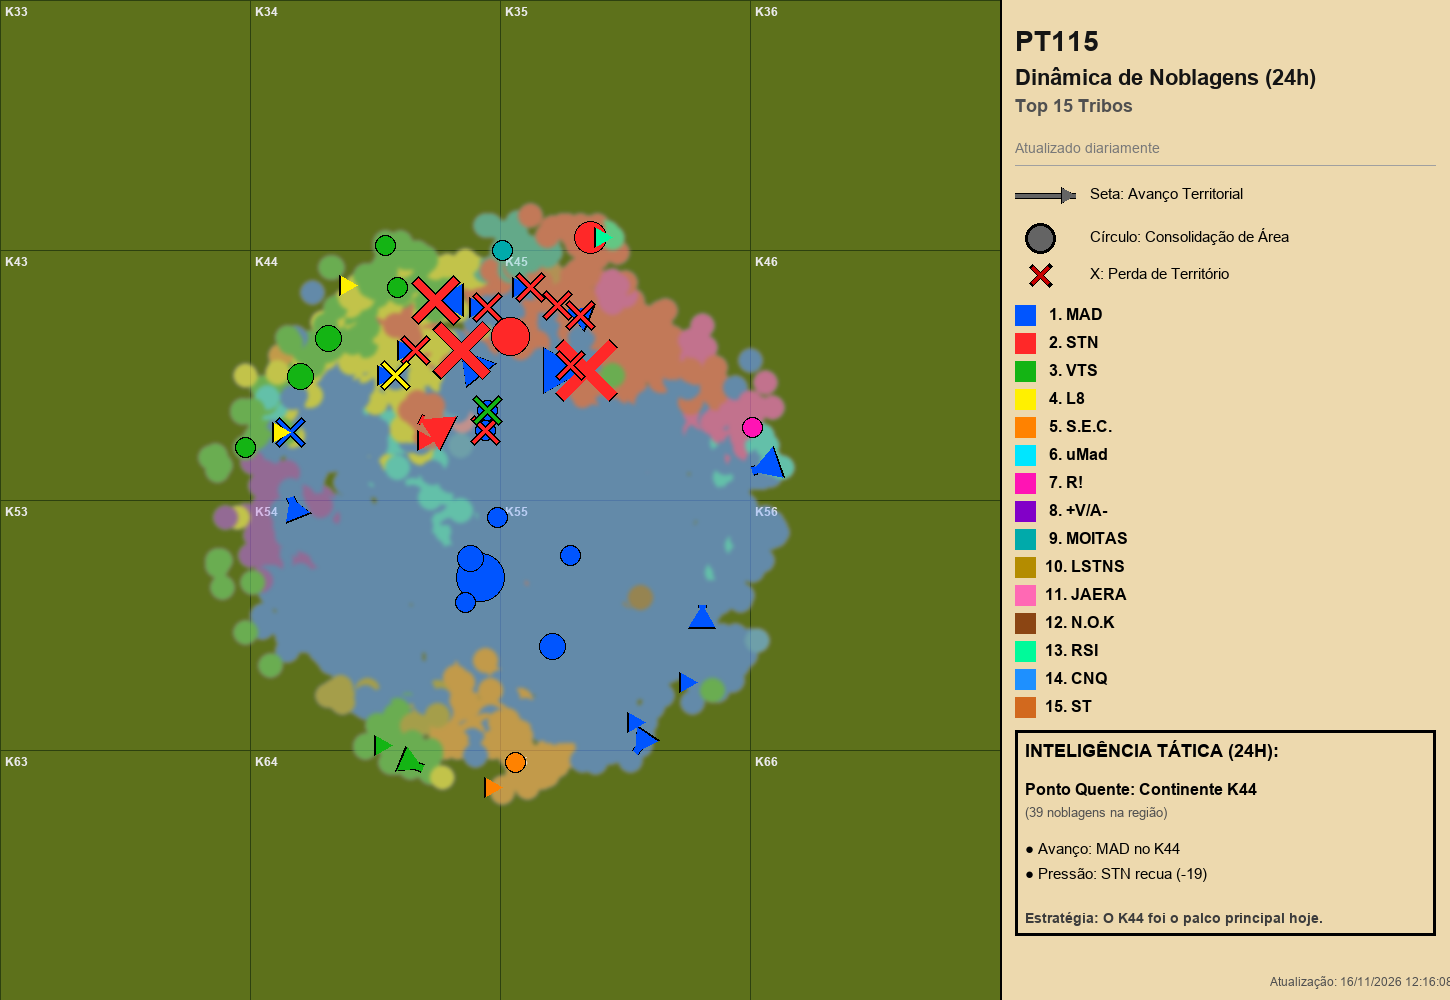 K33
K34
K35
K36
K43
K44
K45
K46
K53
K54
K55
K56
K63
K64
K66
PT115
Dinâmica de Noblagens (24h)
Top 15 Tribos
Atualizado diariamente
Seta: Avanço Territorial
Círculo: Consolidação de Área
X: Perda de Território
1. MAD
2. STN
3. VTS
4. L8
5. S.E.C.
6. uMad
7. R!
8. +V/A-
9. MOITAS
10. LSTNS
11. JAERA
12. N.O.K
13. RSI
14. CNQ
15. ST
INTELIGÊNCIA TÁTICA (24H):
Ponto Quente: Continente K44
(39 noblagens na região)
● Avanço: MAD no K44
● Pressão: STN recua (-19)
Estratégia: O K44 foi o palco principal hoje.
Atualização: 16/11/2026 12:16:08